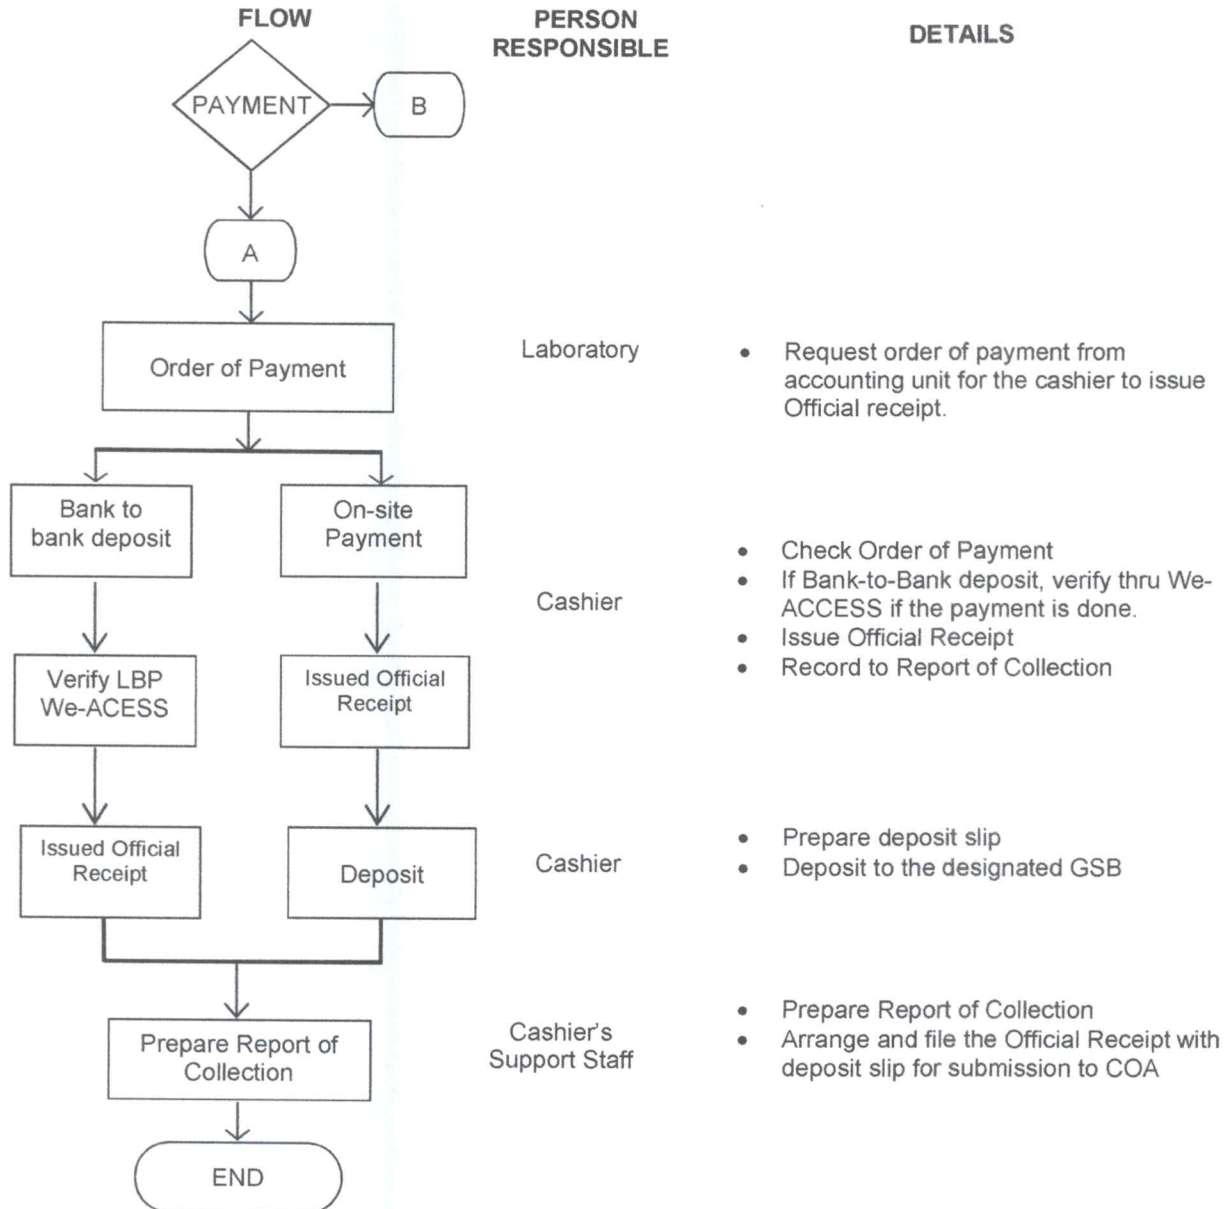 FLOW
PERSON
RESPONSIBLE
DETAILS
PAYMENT
B
A
Order of Payment
Laboratory
• Request order of payment from
accounting unit for the cashier to issue
Official receipt.
Bank to
bank deposit
On-site
Payment
Cashier
• Check Order of Payment
• If Bank-to-Bank deposit, verify thru We-
ACCESS if the payment is done.
• Issue Official Receipt
• Record to Report of Collection
Verify LBP
We-ACESS
Issued Official
Receipt
Issued Official
Receipt
Deposit
Cashier
• Prepare deposit slip
• Deposit to the designated GSB
Prepare Report of
Collection
Cashier's
Support Staff
• Prepare Report of Collection
• Arrange and file the Official Receipt with
deposit slip for submission to COA
END